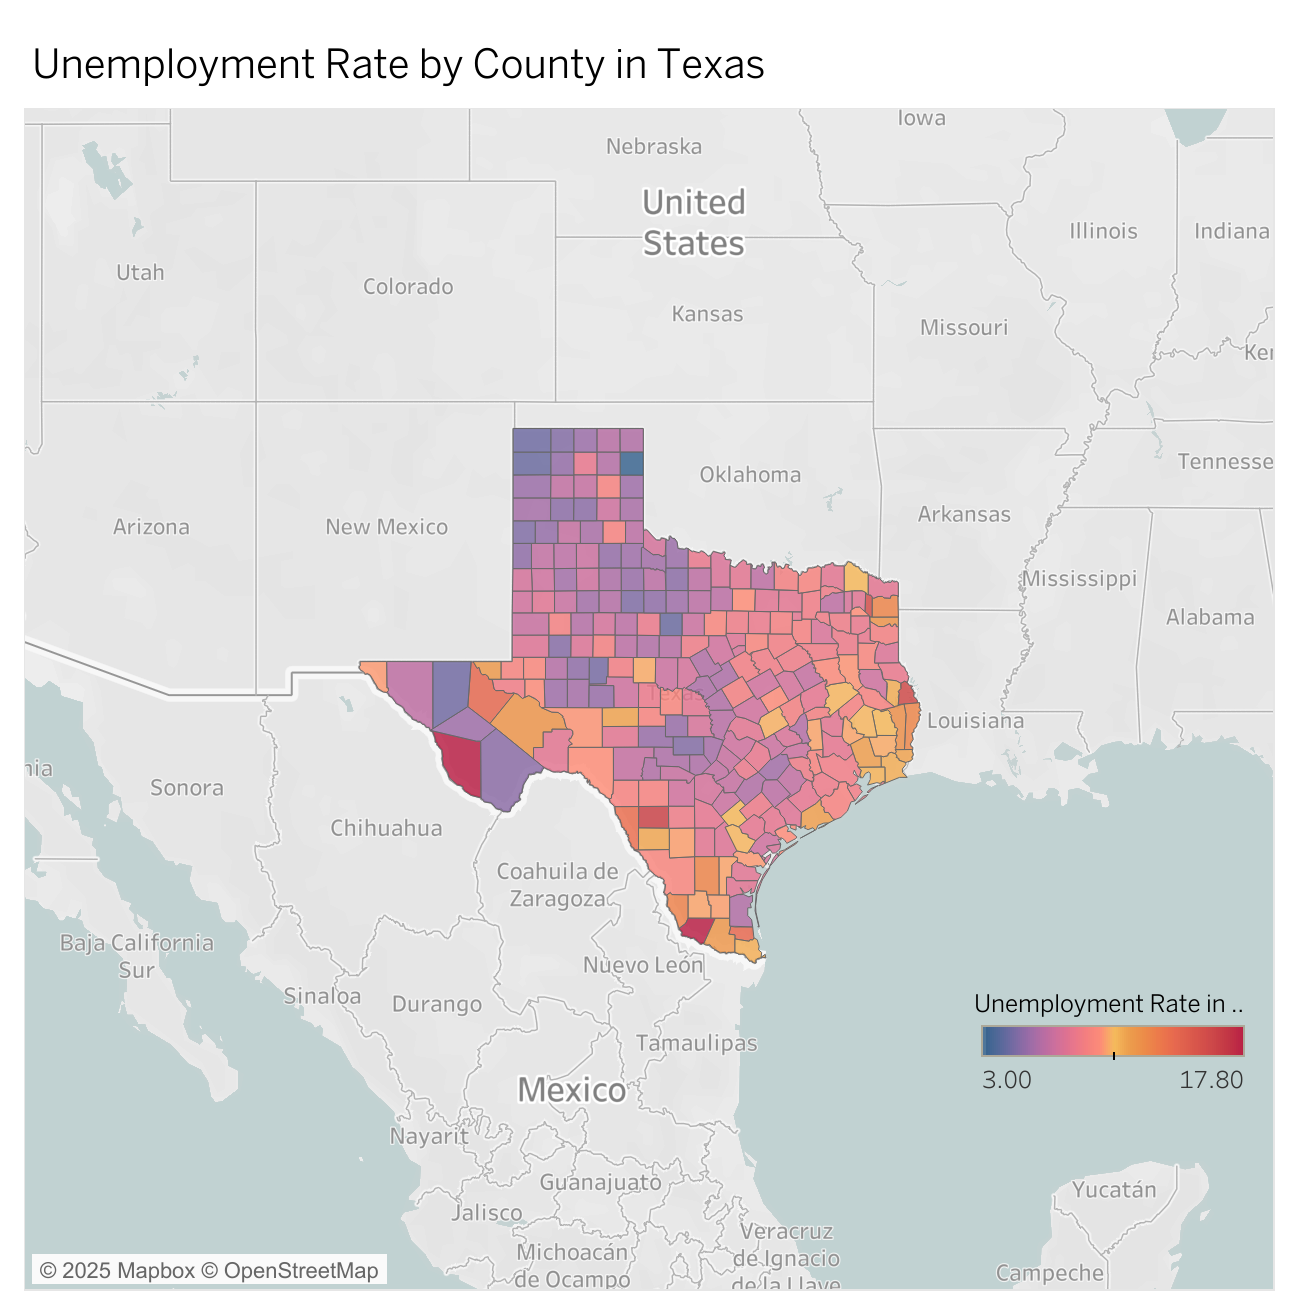 Unemployment Rate by County in Texas
Iowa
Nebraska
United
States
Illinois
Indiana
Utah
Colorado
Kansas
Missouri
Ker
Tennesse
Oklahoma
Arkansas
Arizona
New Mexico
Mississippi
Alabama
Texas
Louisiana
nia
Sonora
Chihuahua
Coahuila de
Zaragoza
Baja California
Sur
Nuevo León
Sinaloa
Durango
Unemployment Rate in ..
3.00
17.80
Tamaulipas
Mexico
Nayarit
Guanajuato
Yucatán
Jalisco
Veracruz
de Ignacio
de la Llave
Michoacán
de Ocampo
Campeche
© 2025 Mapbox © OpenStreetMap